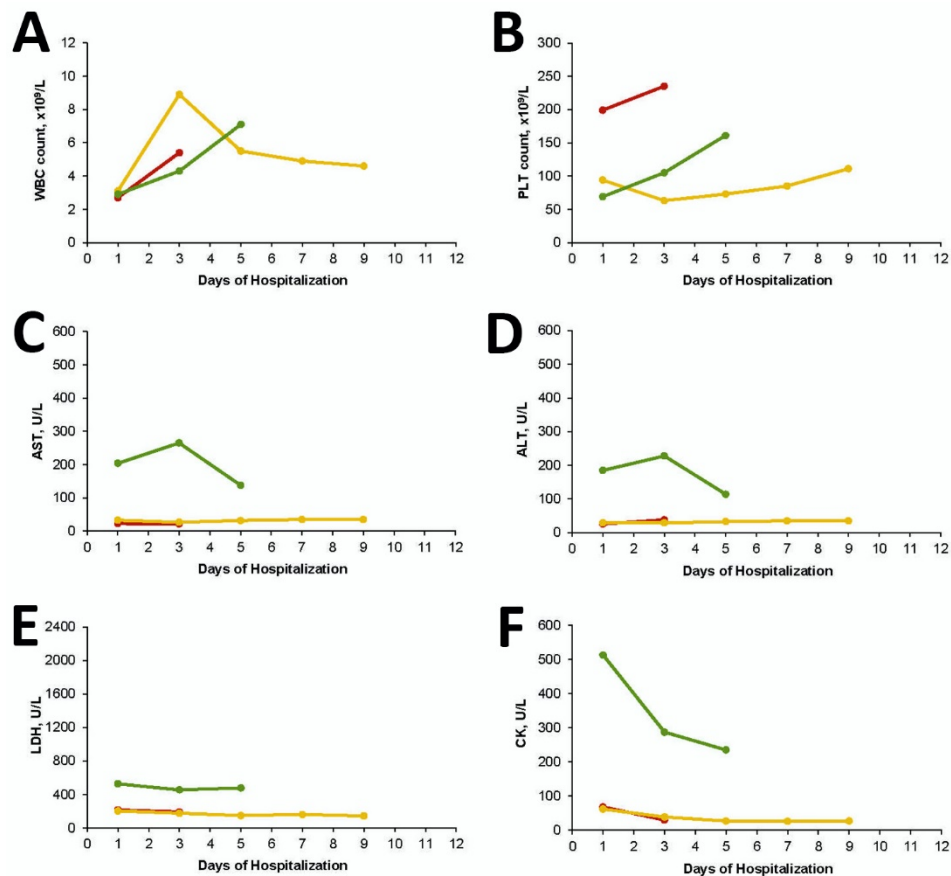 A
WBC count, x10⁹/L
12
10
8
6
4
2
0
0 1 2 3 4 5 6 7 8 9 10 11 12
Days of Hospitalization
B
PLT count, x10⁹/L
300
250
200
150
100
50
0
0 1 2 3 4 5 6 7 8 9 10 11 12
Days of Hospitalization
C
AST, U/L
600
500
400
300
200
100
0
0 1 2 3 4 5 6 7 8 9 10 11 12
Days of Hospitalization
D
ALT, U/L
600
500
400
300
200
100
0
0 1 2 3 4 5 6 7 8 9 10 11 12
Days of Hospitalization
E
LDH, U/L
2400
2000
1600
1200
800
400
0
0 1 2 3 4 5 6 7 8 9 10 11 12
Days of Hospitalization
F
CK, U/L
600
500
400
300
200
100
0
0 1 2 3 4 5 6 7 8 9 10 11 12
Days of Hospitalization